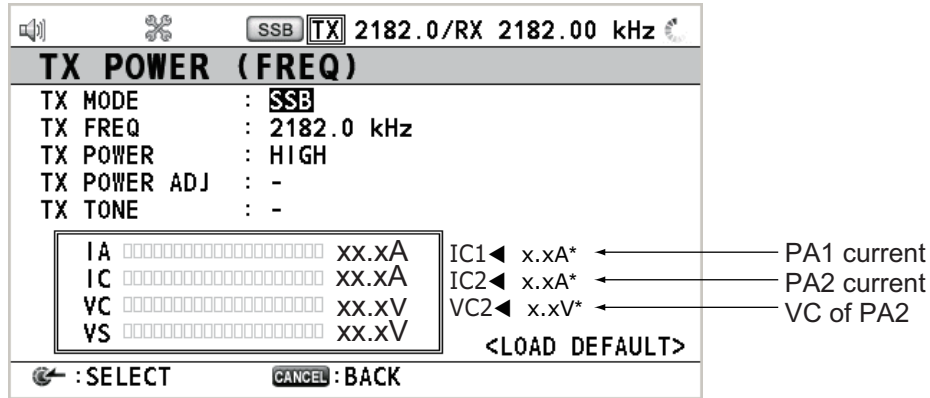 SSB TX 2182.0/RX 2182.00 kHz
TX POWER (FREQ)
TX MODE : SSB
TX FREQ : 2182.0 kHz
TX POWER : HIGH
TX POWER ADJ : -
TX TONE : -
IA xx.xA IC1◀ x.xA* PA1 current
IC xx.xA IC2◀ x.xA* PA2 current
VC xx.xV VC2◀ x.xV* VC of PA2
VS xx.xV
<LOAD DEFAULT>
:SELECT CANCEL :BACK